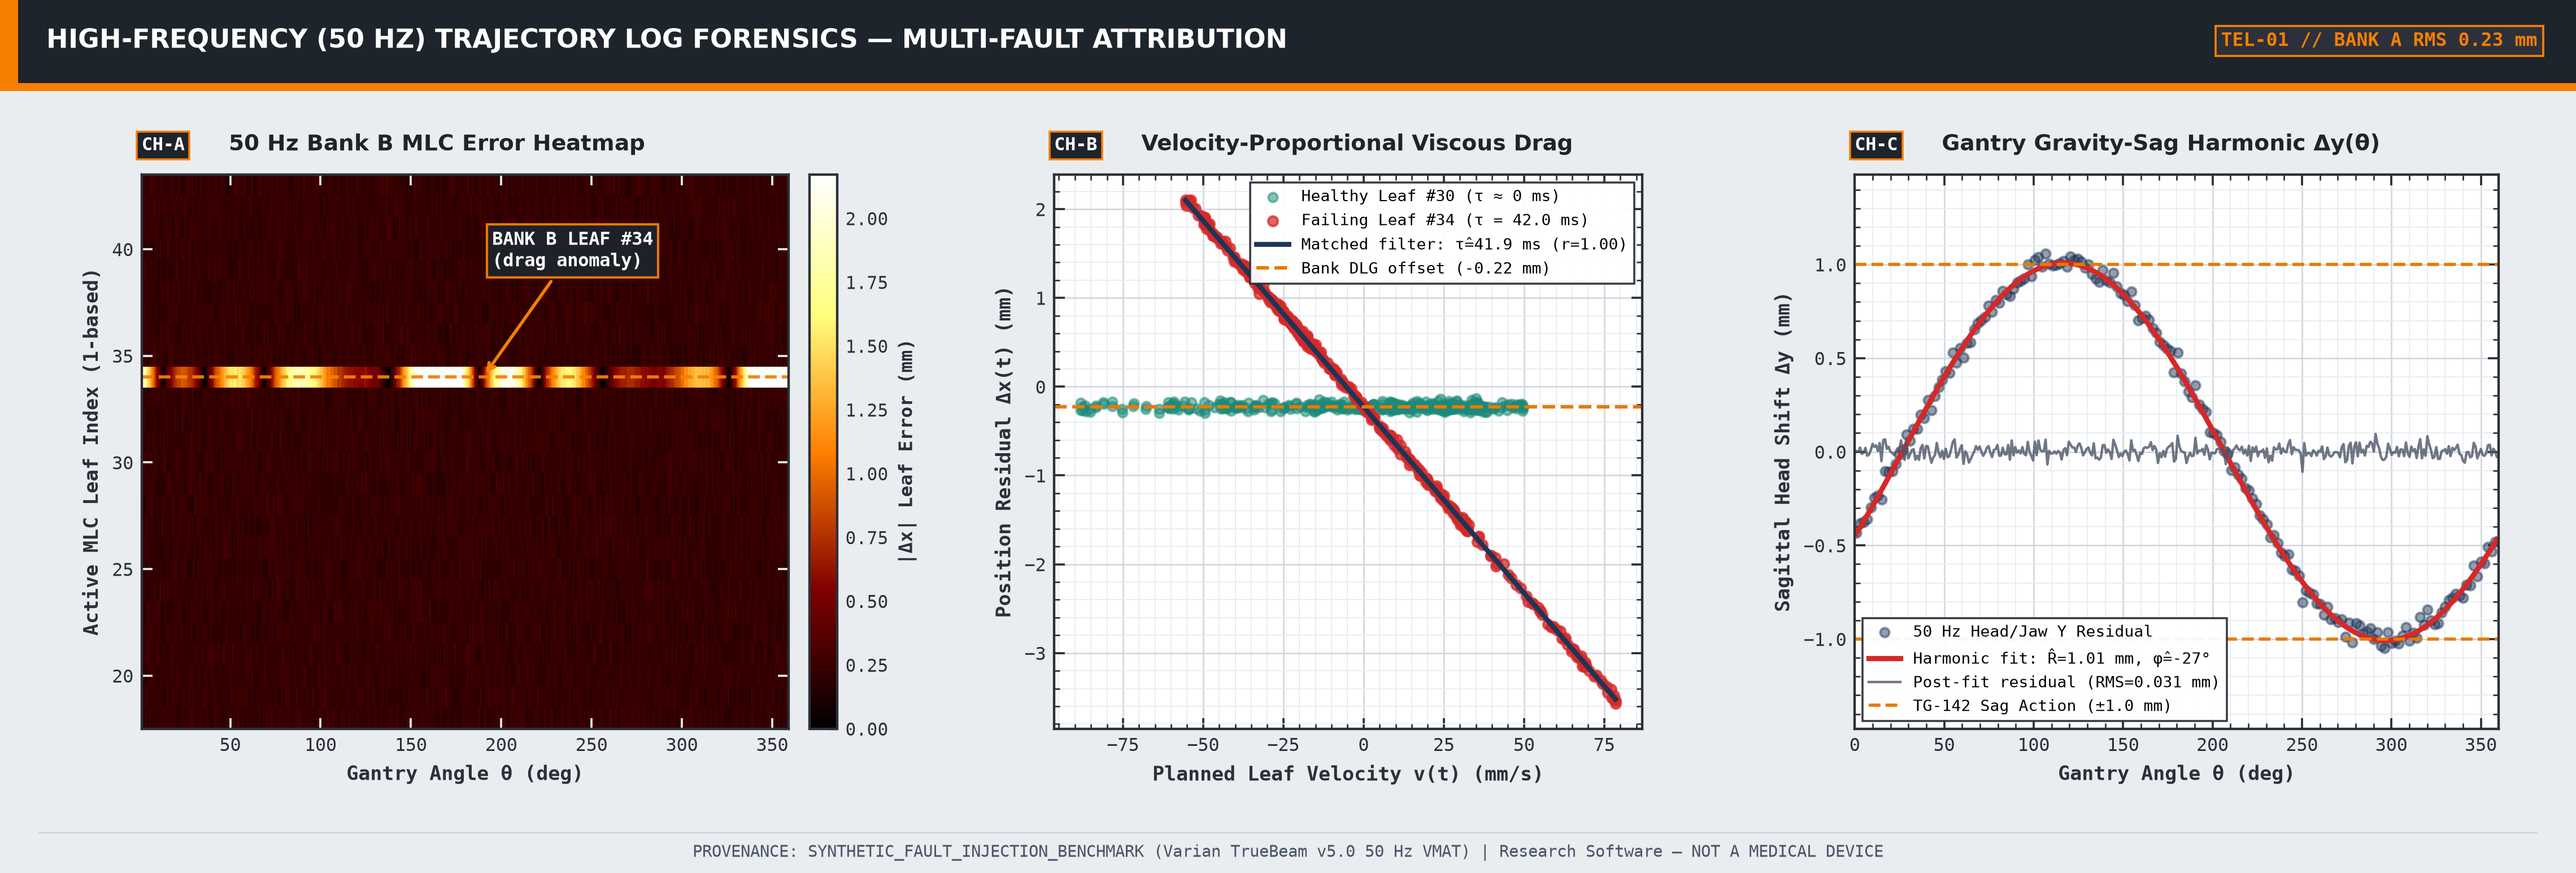 HIGH-FREQUENCY (50 HZ) TRAJECTORY LOG FORENSICS — MULTI-FAULT ATTRIBUTION
TEL-01 // BANK A RMS 0.23 mm
CH-A
50 Hz Bank B MLC Error Heatmap
Active MLC Leaf Index (1-based)
40
35
30
25
20
BANK B LEAF #34
(drag anomaly)
50 100 150 200 250 300 350
Gantry Angle θ (deg)
2.00
1.75
1.50
1.25
1.00
0.75
0.50
0.25
0.00
|Δx| Leaf Error (mm)
CH-B
Velocity-Proportional Viscous Drag
Position Residual Δx(t) (mm)
2
1
0
−1
−2
−3
Healthy Leaf #30 (τ ≈ 0 ms)
Failing Leaf #34 (τ = 42.0 ms)
Matched filter: τ̂=41.9 ms (r=1.00)
Bank DLG offset (-0.22 mm)
−75 −50 −25 0 25 50 75
Planned Leaf Velocity v(t) (mm/s)
CH-C
Gantry Gravity-Sag Harmonic Δy(θ)
Sagittal Head Shift Δy (mm)
1.0
0.5
0.0
−0.5
−1.0
50 Hz Head/Jaw Y Residual
Harmonic fit: R̂=1.01 mm, φ̂=-27°
Post-fit residual (RMS=0.031 mm)
TG-142 Sag Action (±1.0 mm)
0 50 100 150 200 250 300 350
Gantry Angle θ (deg)
PROVENANCE: SYNTHETIC_FAULT_INJECTION_BENCHMARK (Varian TrueBeam v5.0 50 Hz VMAT) | Research Software — NOT A MEDICAL DEVICE